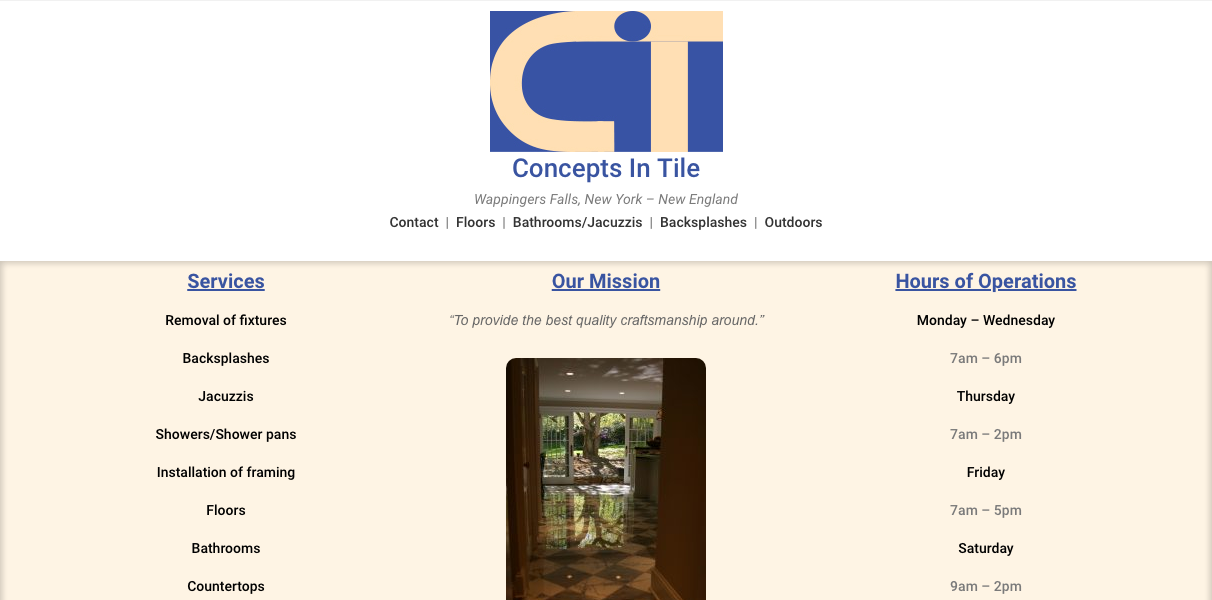 CiT
Concepts In Tile
Wappingers Falls, New York – New England
Contact | Floors | Bathrooms/Jacuzzis | Backsplashes | Outdoors
Services
Removal of fixtures
Backsplashes
Jacuzzis
Showers/Shower pans
Installation of framing
Floors
Bathrooms
Countertops
Our Mission
“To provide the best quality craftsmanship around.”
Hours of Operations
Monday – Wednesday
7am – 6pm
Thursday
7am – 2pm
Friday
7am – 5pm
Saturday
9am – 2pm